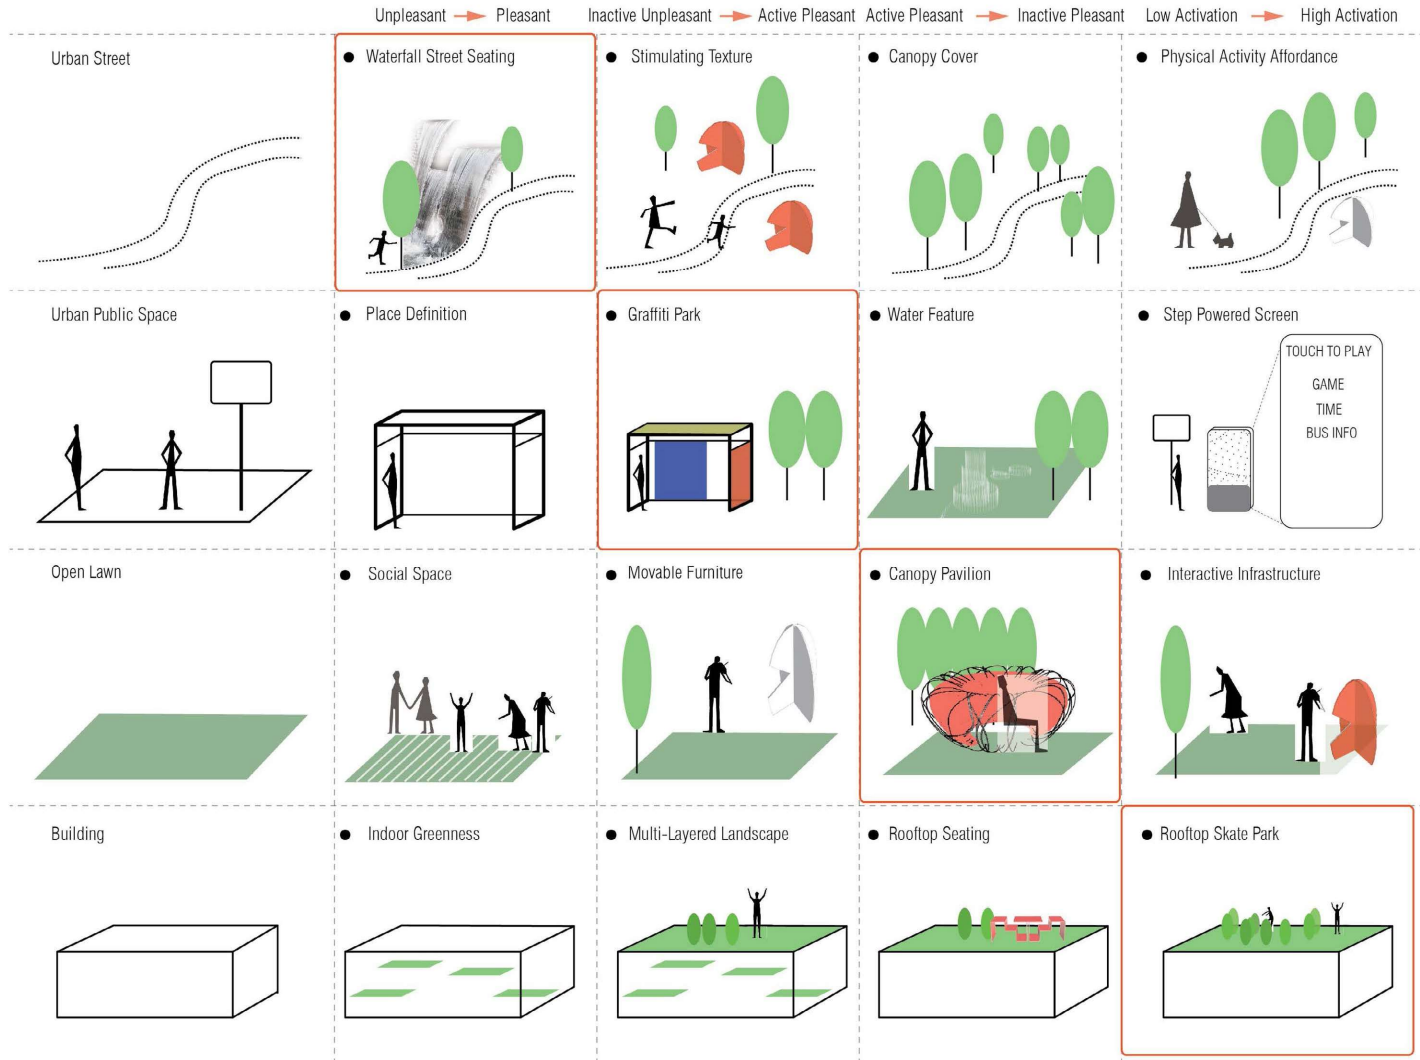 Unpleasant → Pleasant
Inactive Unpleasant → Active Pleasant
Active Pleasant → Inactive Pleasant
Low Activation → High Activation
Urban Street
● Waterfall Street Seating
● Stimulating Texture
● Canopy Cover
● Physical Activity Affordance
Urban Public Space
● Place Definition
● Graffiti Park
● Water Feature
● Step Powered Screen
TOUCH TO PLAY
GAME
TIME
BUS INFO
Open Lawn
● Social Space
● Movable Furniture
● Canopy Pavilion
● Interactive Infrastructure
Building
● Indoor Greenness
● Multi-Layered Landscape
● Rooftop Seating
● Rooftop Skate Park